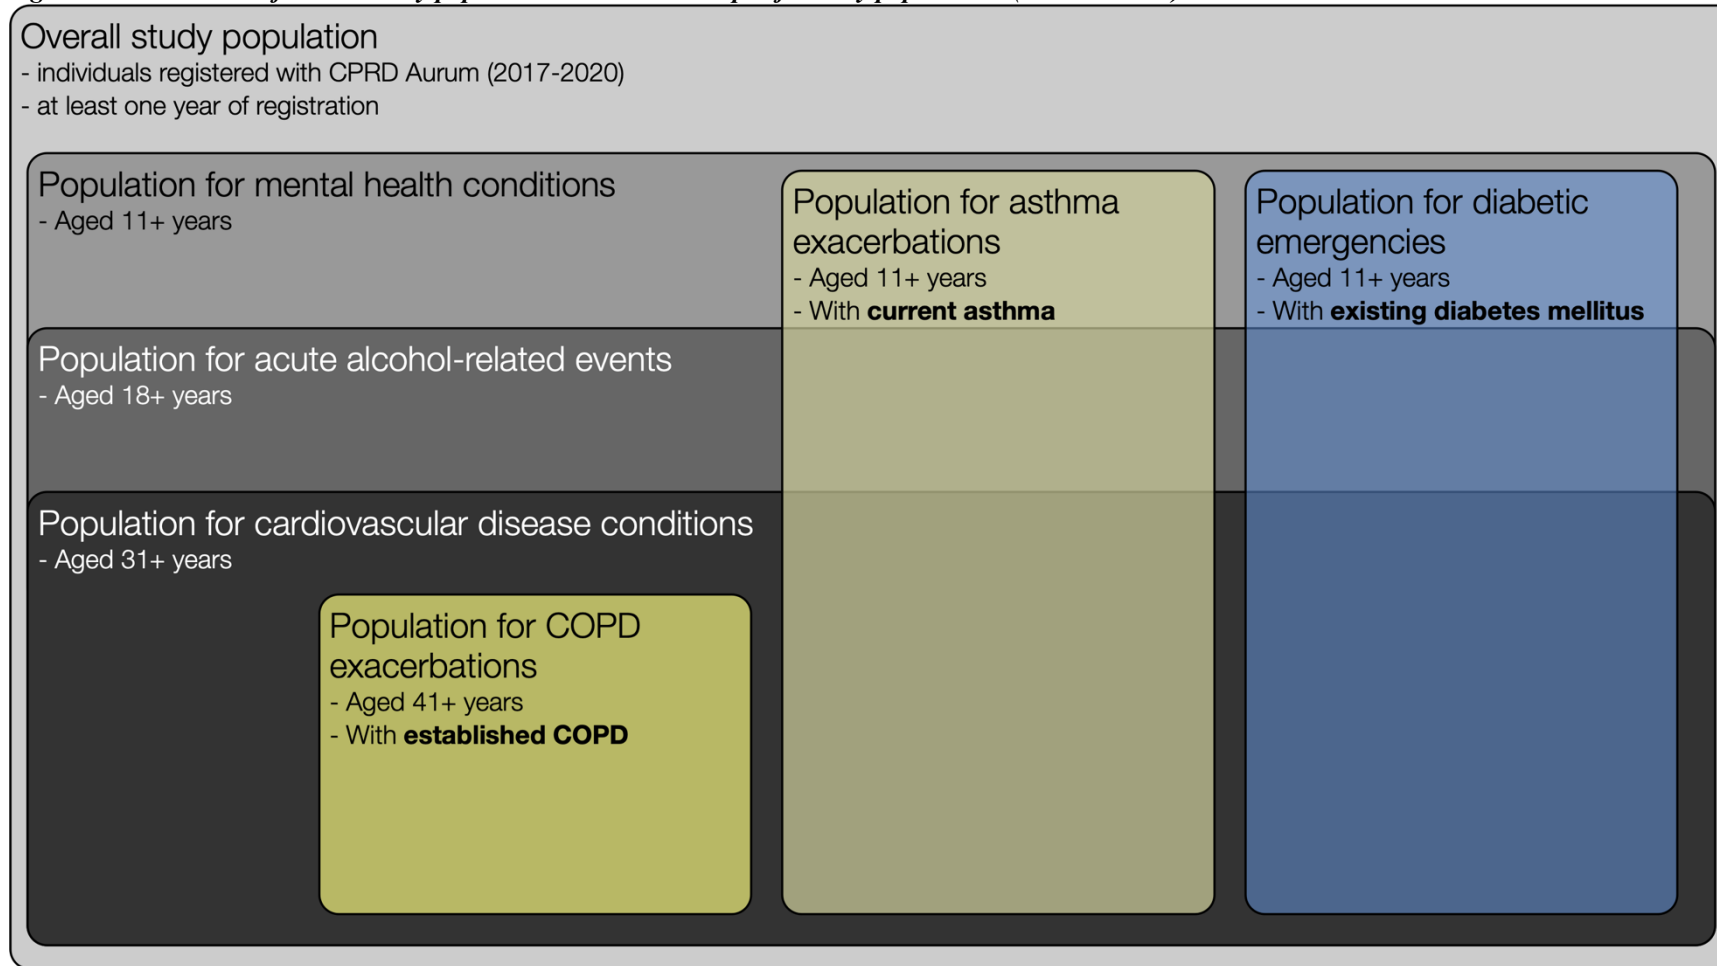 Overall study population
- individuals registered with CPRD Aurum (2017-2020)
- at least one year of registration
Population for mental health conditions
- Aged 11+ years
Population for asthma
exacerbations
- Aged 11+ years
- With current asthma
Population for diabetic
emergencies
- Aged 11+ years
- With existing diabetes mellitus
Population for acute alcohol-related events
- Aged 18+ years
Population for cardiovascular disease conditions
- Aged 31+ years
Population for COPD
exacerbations
- Aged 41+ years
- With established COPD